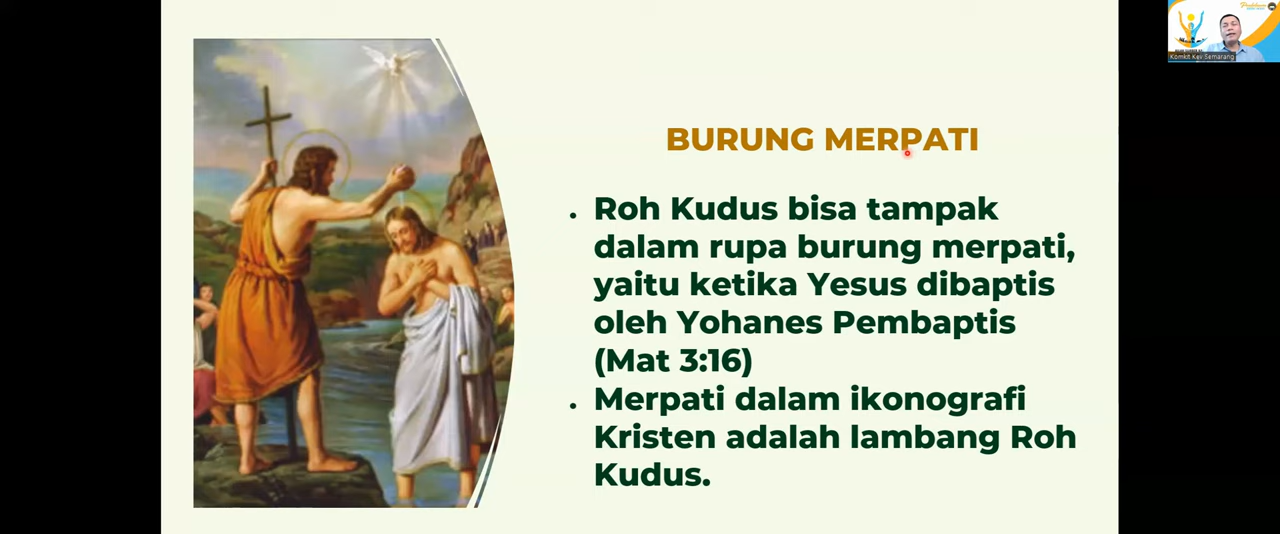 BURUNG MERPATI
• Roh Kudus bisa tampak
dalam rupa burung merpati,
yaitu ketika Yesus dibaptis
oleh Yohanes Pembaptis
(Mat 3:16)
• Merpati dalam ikonografi
Kristen adalah lambang Roh
Kudus.
Komkit Kev Semarang